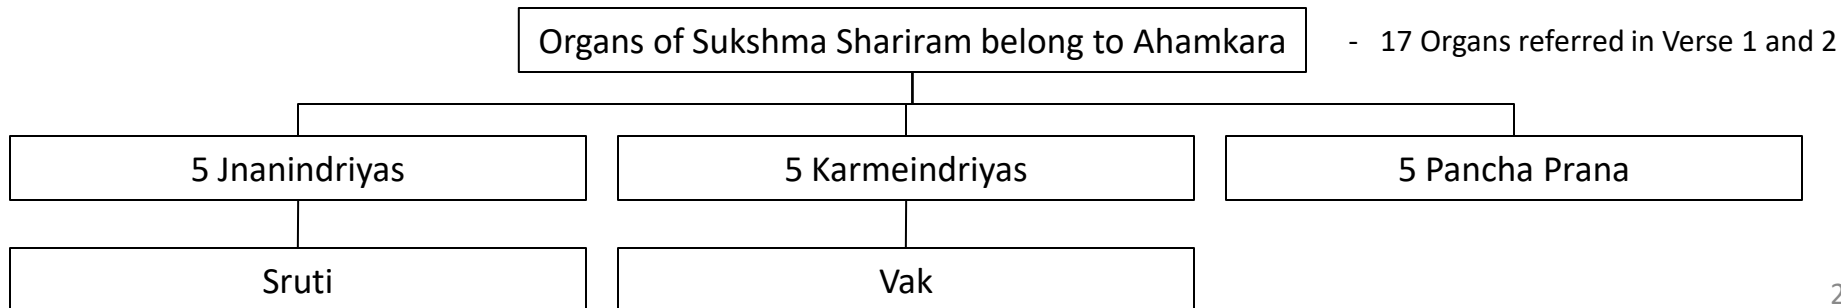 Organs of Sukshma Shariram belong to Ahamkara
- 17 Organs referred in Verse 1 and 2
5 Jnanindriyas
5 Karmeindriyas
5 Pancha Prana
Sruti
Vak
2